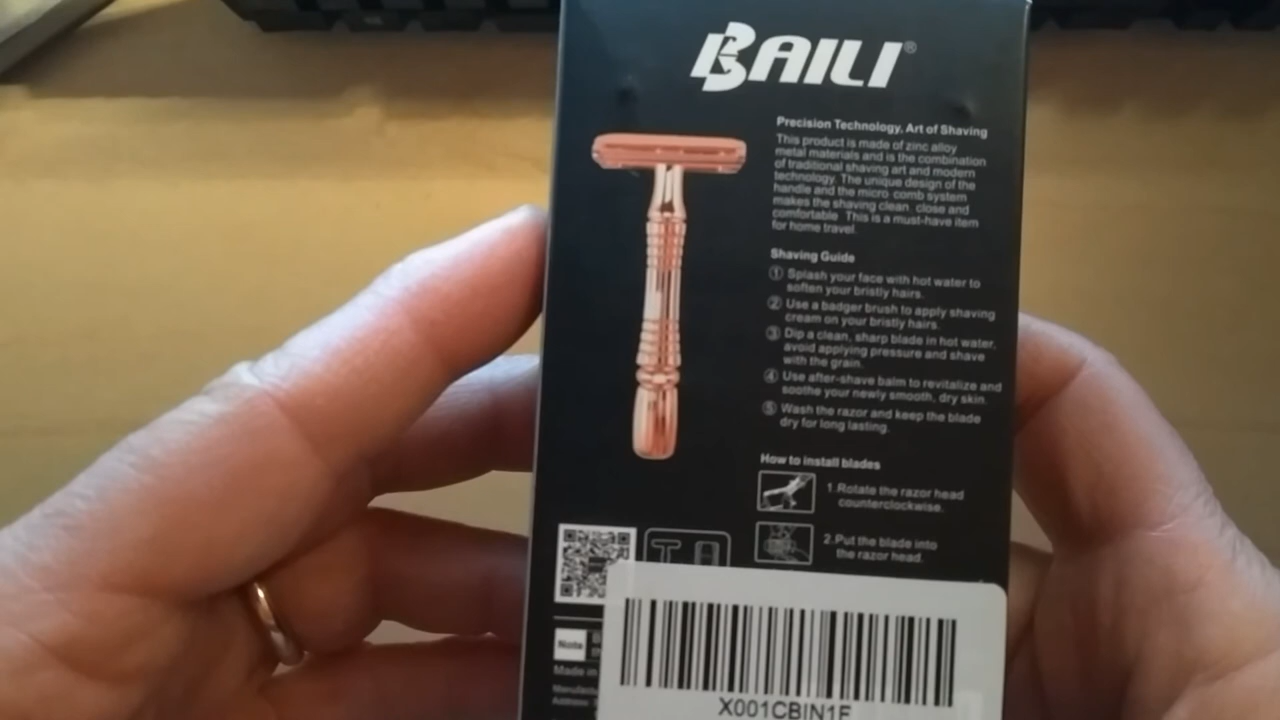 BAILI®
Precision Technology, Art of Shaving
This product is made of zinc alloy
metal materials and is the combination
of traditional shaving art and modern
technology. The unique design of the
handle and the micro comb system
makes the shaving clean, close and
comfortable. This is a must-have item
for home travel.
Shaving Guide
① Splash your face with hot water to
soften your bristly hairs.
② Use a badger brush to apply shaving
cream on your bristly hairs.
③ Dip a clean, sharp blade in hot water,
avoid applying pressure and shave
with the grain.
④ Use after-shave balm to revitalize and
soothe your newly smooth, dry skin.
⑤ Wash the razor and keep the blade
dry for long lasting.
How to install blades
1.Rotate the razor head
counterclockwise.
2.Put the blade into
the razor head.
Note
Made in
Address
X001CBIN1F